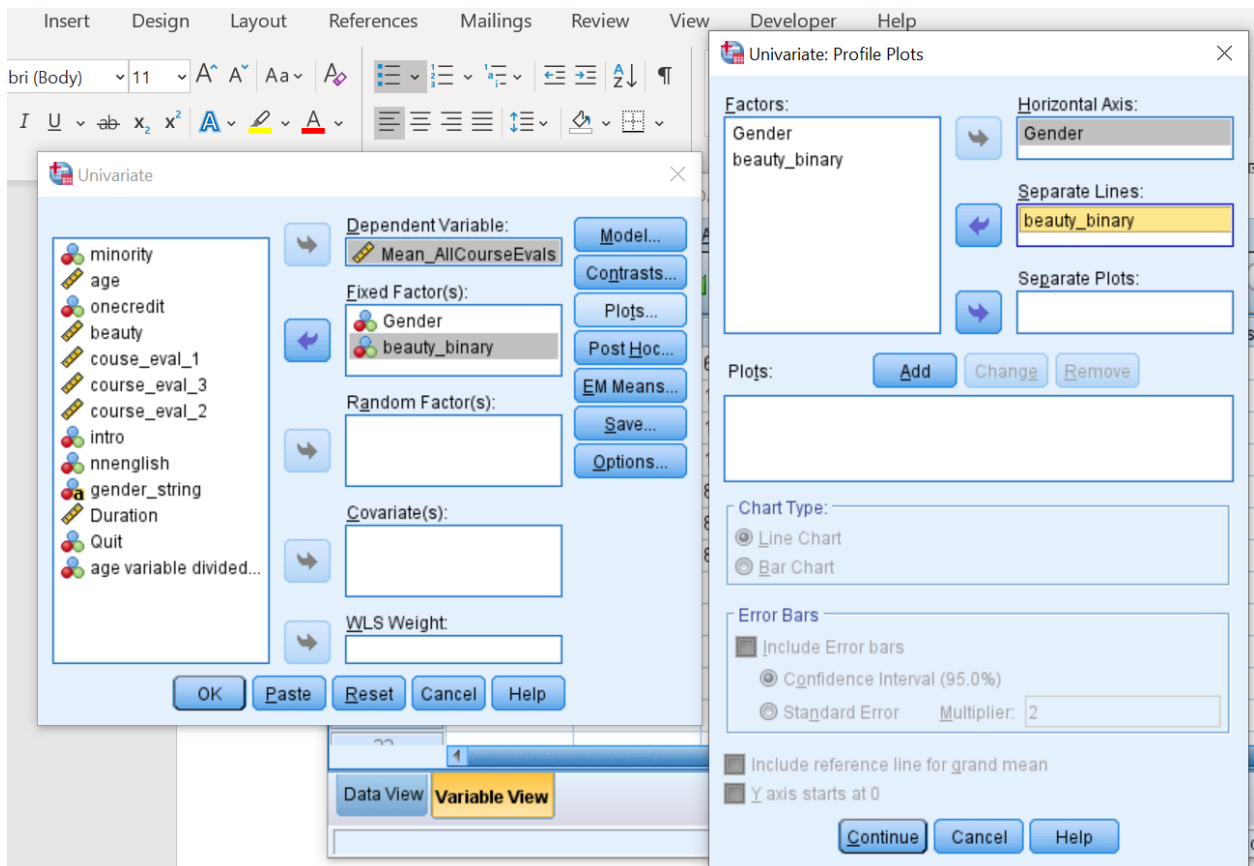 Insert Design Layout References Mailings Review View Developer Help
bri (Body) 11 Aa
Univariate
minority
age
onecredit
beauty
couse_eval_1
course_eval_3
course_eval_2
intro
nnenglish
gender_string
Duration
Quit
age variable divided...
Dependent Variable:
Mean_AllCourseEvals
Fixed Factor(s):
Gender
beauty_binary
Random Factor(s):
Covariate(s):
WLS Weight:
Model...
Contrasts...
Plots...
Post Hoc...
EM Means...
Save...
Options...
OK Paste Reset Cancel Help
Data View Variable View
Univariate: Profile Plots
Factors:
Gender
beauty_binary
Horizontal Axis:
Gender
Separate Lines:
beauty_binary
Separate Plots:
Plots: Add Change Remove
Chart Type:
Line Chart
Bar Chart
Error Bars
Include Error bars
Confidence Interval (95.0%)
Standard Error Multiplier: 2
Include reference line for grand mean
Y axis starts at 0
Continue Cancel Help